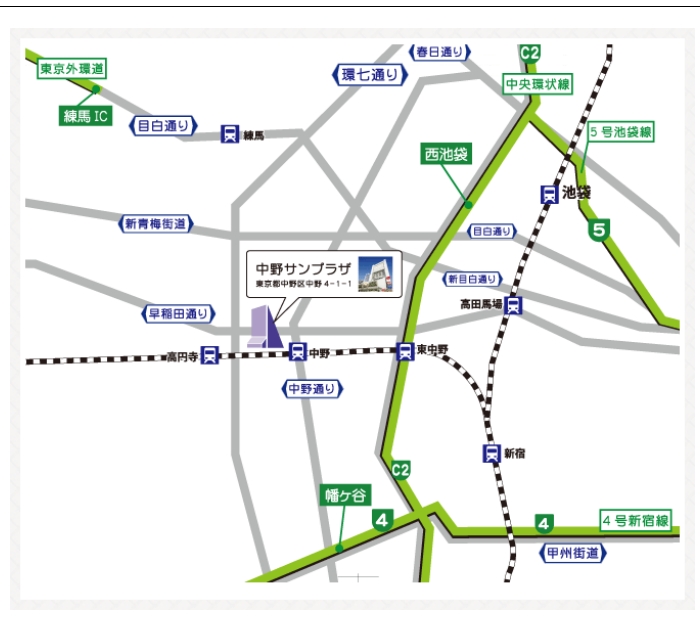 春日通り
C2
東京外環道
環七通り
中央環状線
練馬 IC
目白通り
練馬
5号池袋線
西池袋
池袋
新青梅街道
目白通り
5
中野サンプラザ
東京都中野区中野 4-1-1
新目白通り
早稲田通り
高田馬場
高円寺
中野
東中野
中野通り
新宿
C2
幡ヶ谷
4
4
4号新宿線
甲州街道